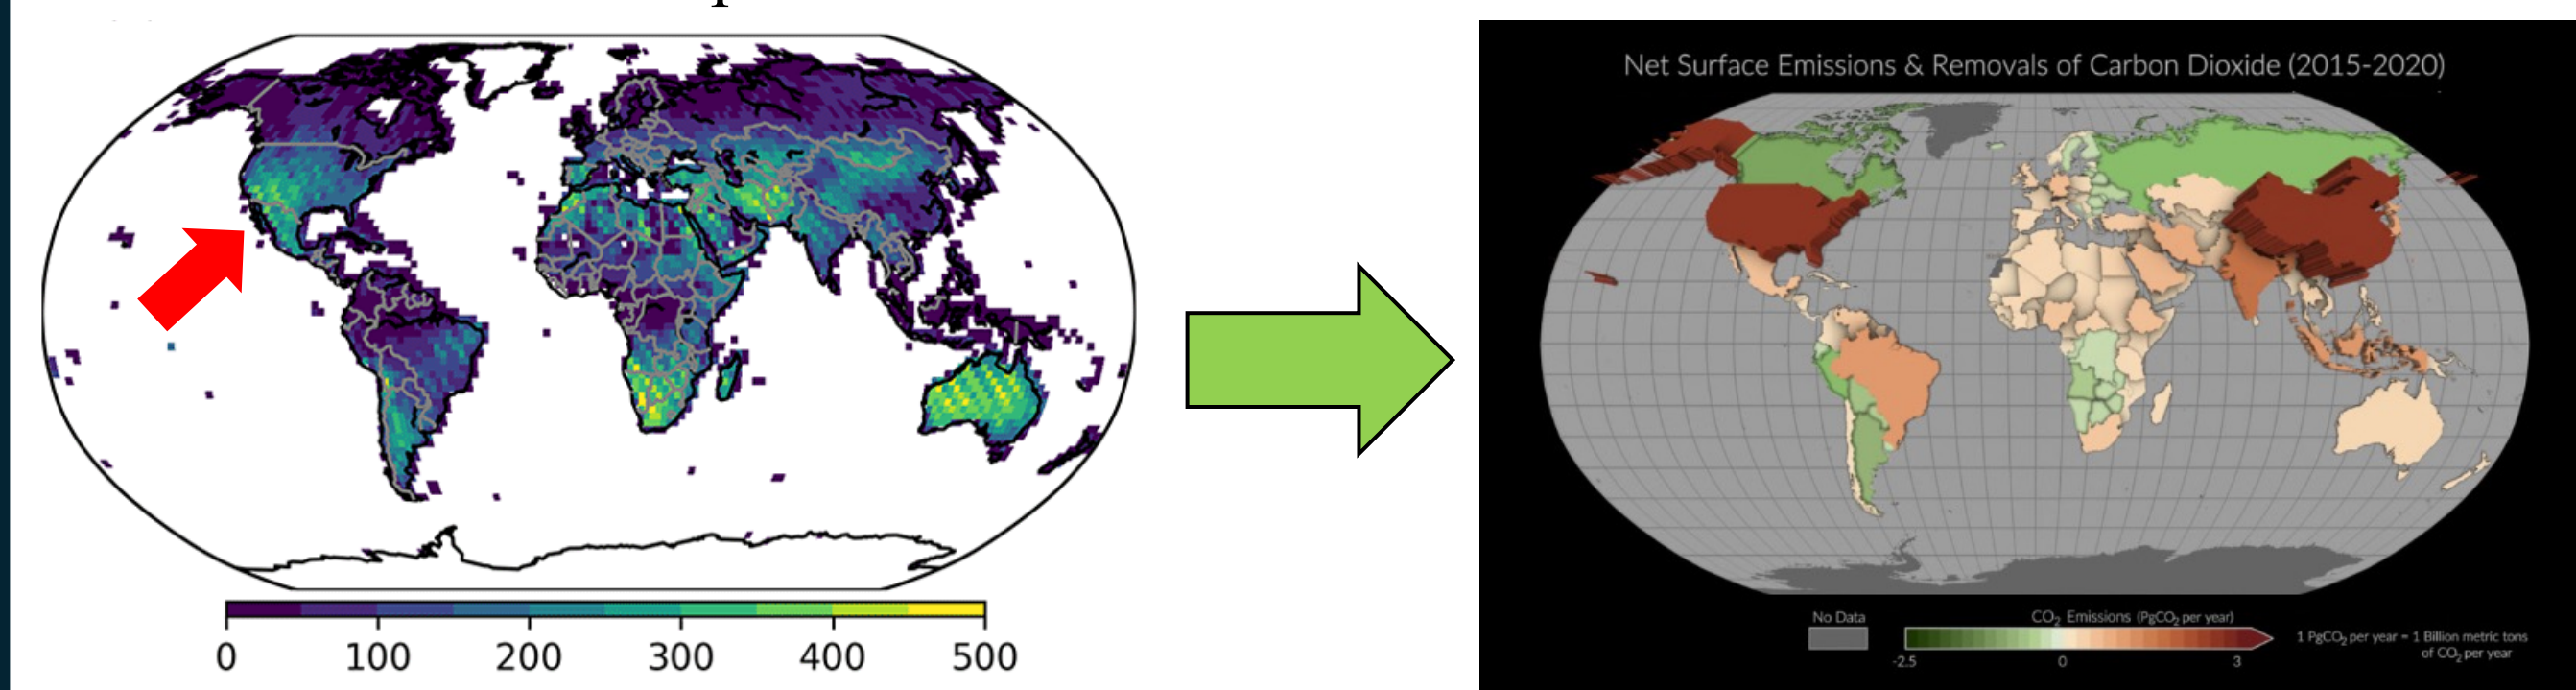 0 100 200 300 400 500
Net Surface Emissions & Removals of Carbon Dioxide (2015-2020)
No Data
CO₂ Emissions (PgCO₂ per year)
-2.5 0 3
1 PgCO₂ per year = 1 Billion metric tons
of CO₂ per year